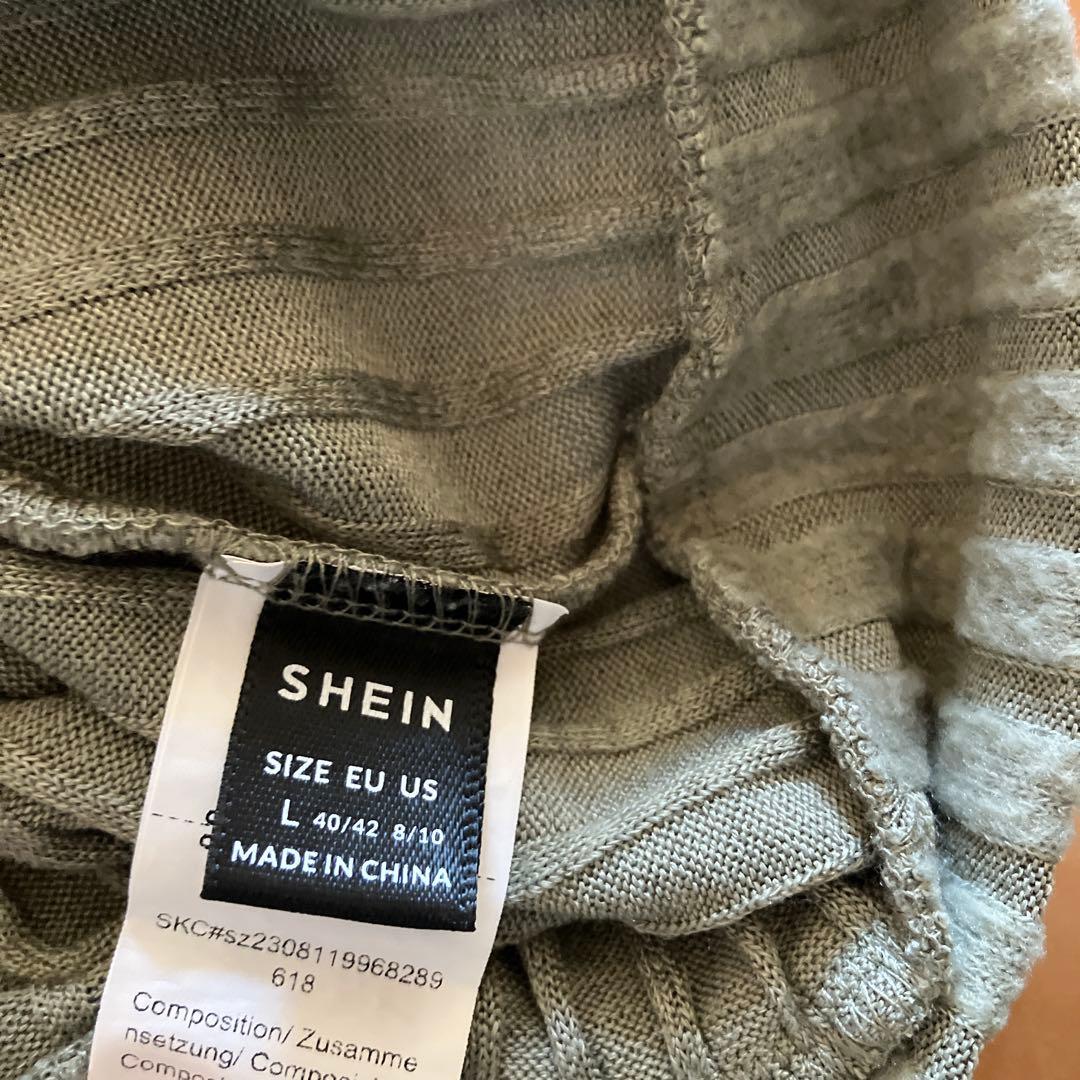 SHEIN
SIZE EU US
L 40/42 8/10
MADE IN CHINA
SKC#sz2308119968289
618
Composition/ Zusamme
nsetzung/